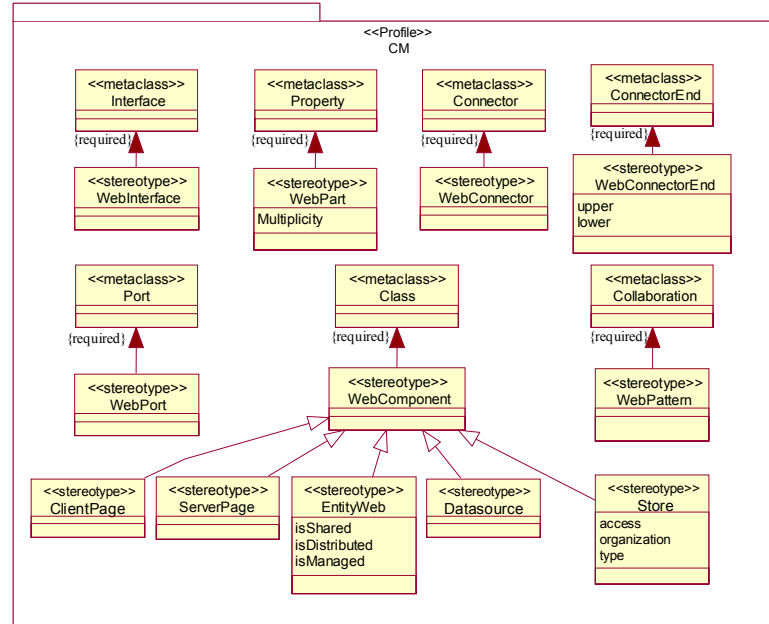 <<Profile>>
CM
<<metaclass>>
Interface
{required}
<<stereotype>>
WebInterface
<<metaclass>>
Property
{required}
<<stereotype>>
WebPart
Multiplicity
<<metaclass>>
Connector
{required}
<<stereotype>>
WebConnector
<<metaclass>>
ConnectorEnd
{required}
<<stereotype>>
WebConnectorEnd
upper
lower
<<metaclass>>
Port
{required}
<<stereotype>>
WebPort
<<metaclass>>
Class
<<stereotype>>
WebComponent
<<metaclass>>
Collaboration
{required}
<<stereotype>>
WebPattern
<<stereotype>>
ClientPage
<<stereotype>>
ServerPage
<<stereotype>>
EntityWeb
isShared
isDistributed
isManaged
<<stereotype>>
Datasource
<<stereotype>>
Store
access
organization
type